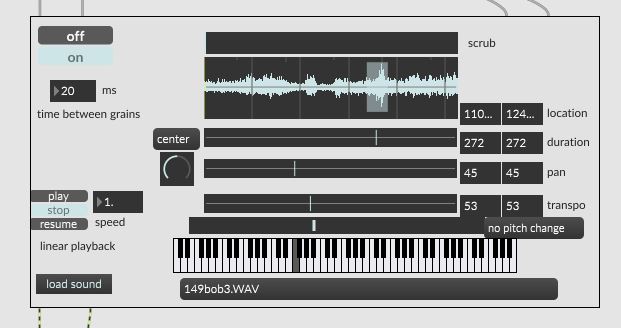 off
on
scrub
20 ms
time between grains
110... 124... location
center
272 272 duration
45 45 pan
play
stop
resume
1.
speed
53 53 transpo
no pitch change
linear playback
load sound
149bob3.WAV